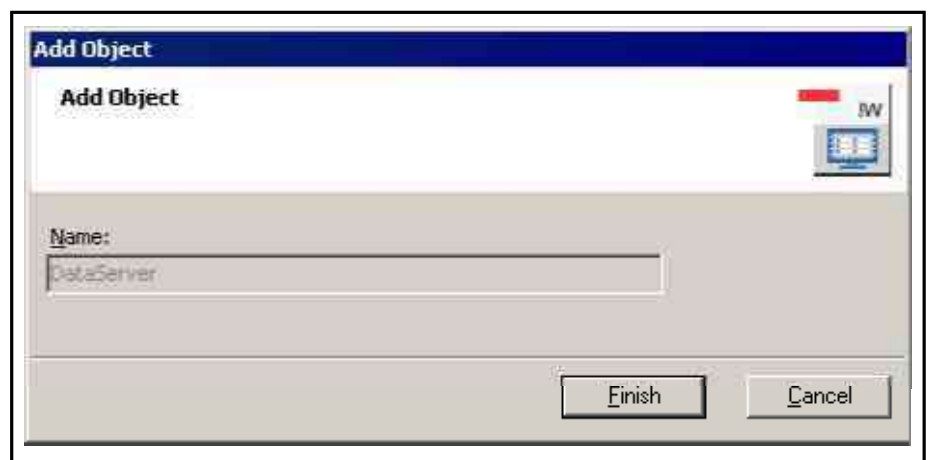 Add Object
Add Object
IW
Name:
DataServer
Finish
Cancel